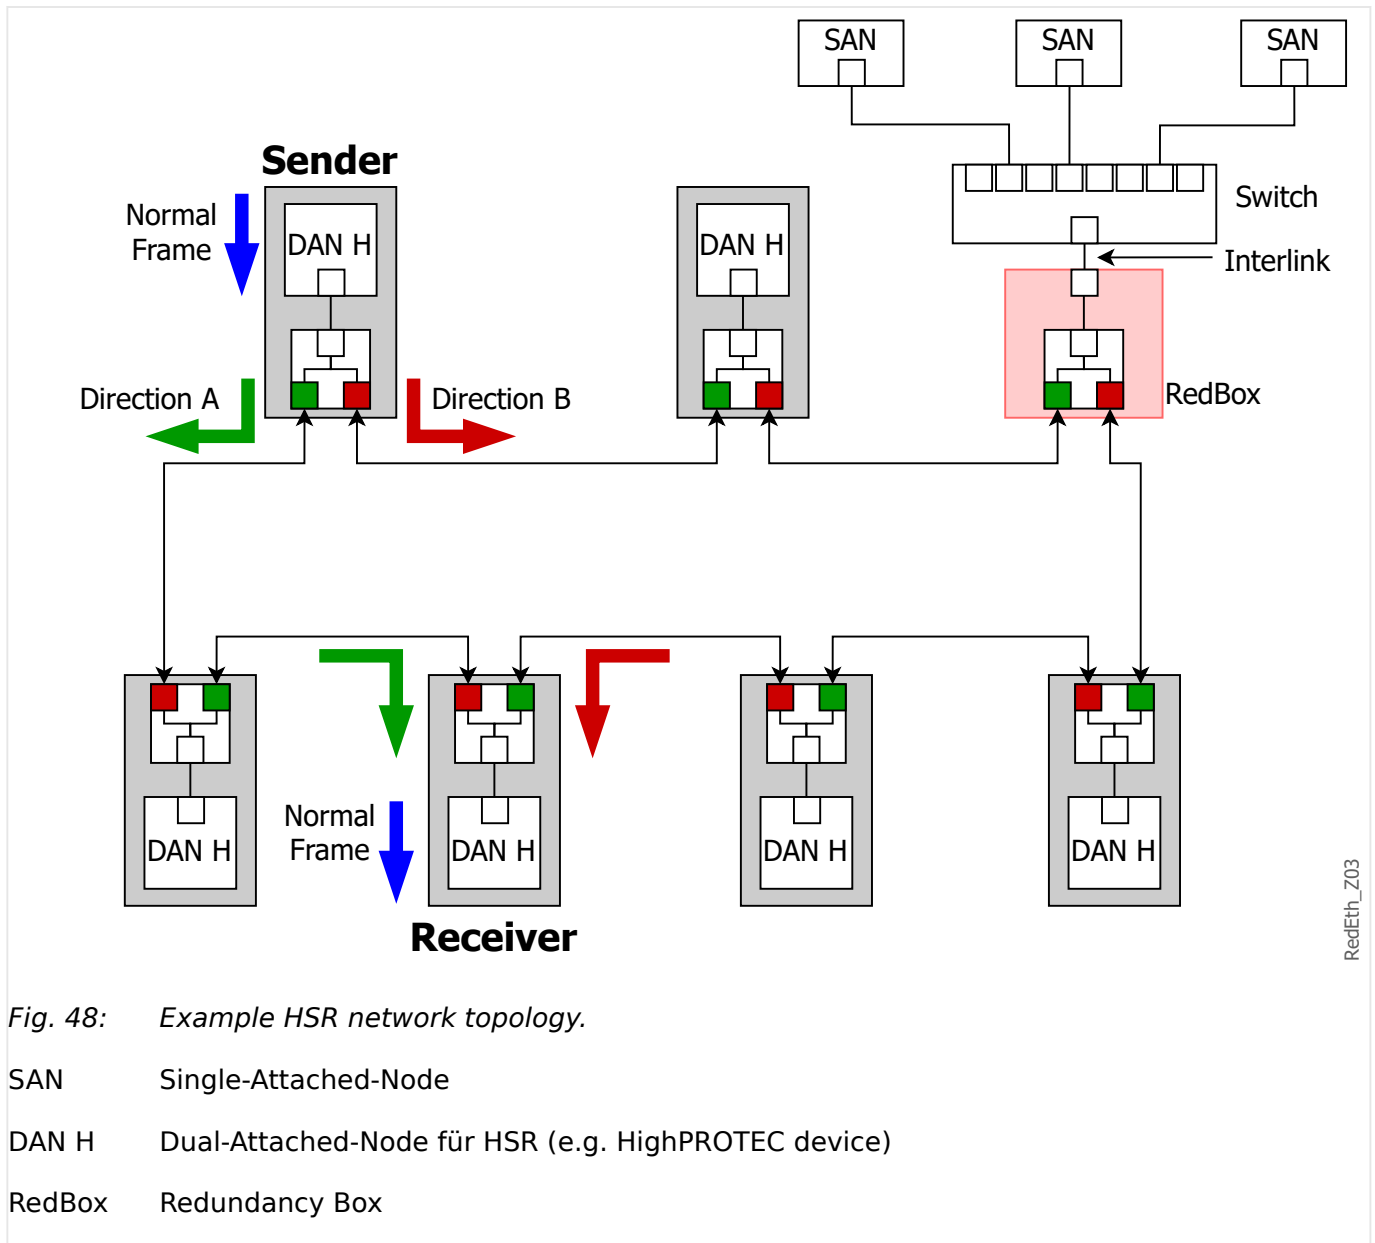 SAN
SAN
SAN
Sender
Normal
Frame
DAN H
DAN H
Switch
Interlink
Direction A
Direction B
RedBox
Normal
Frame
DAN H
DAN H
DAN H
DAN H
Receiver
RedEth_Z03
Fig. 48: Example HSR network topology.
SAN Single-Attached-Node
DAN H Dual-Attached-Node für HSR (e.g. HighPROTEC device)
RedBox Redundancy Box